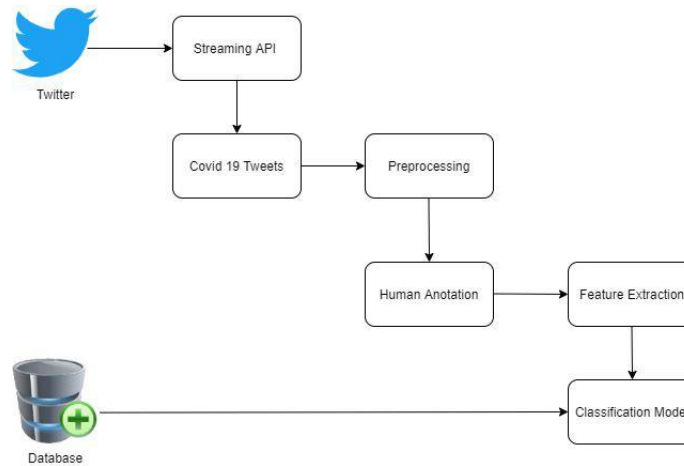 Streaming API
Twitter
Covid 19 Tweets
Preprocessing
Human Anotation
Feature Extraction
Classification Mode
Database